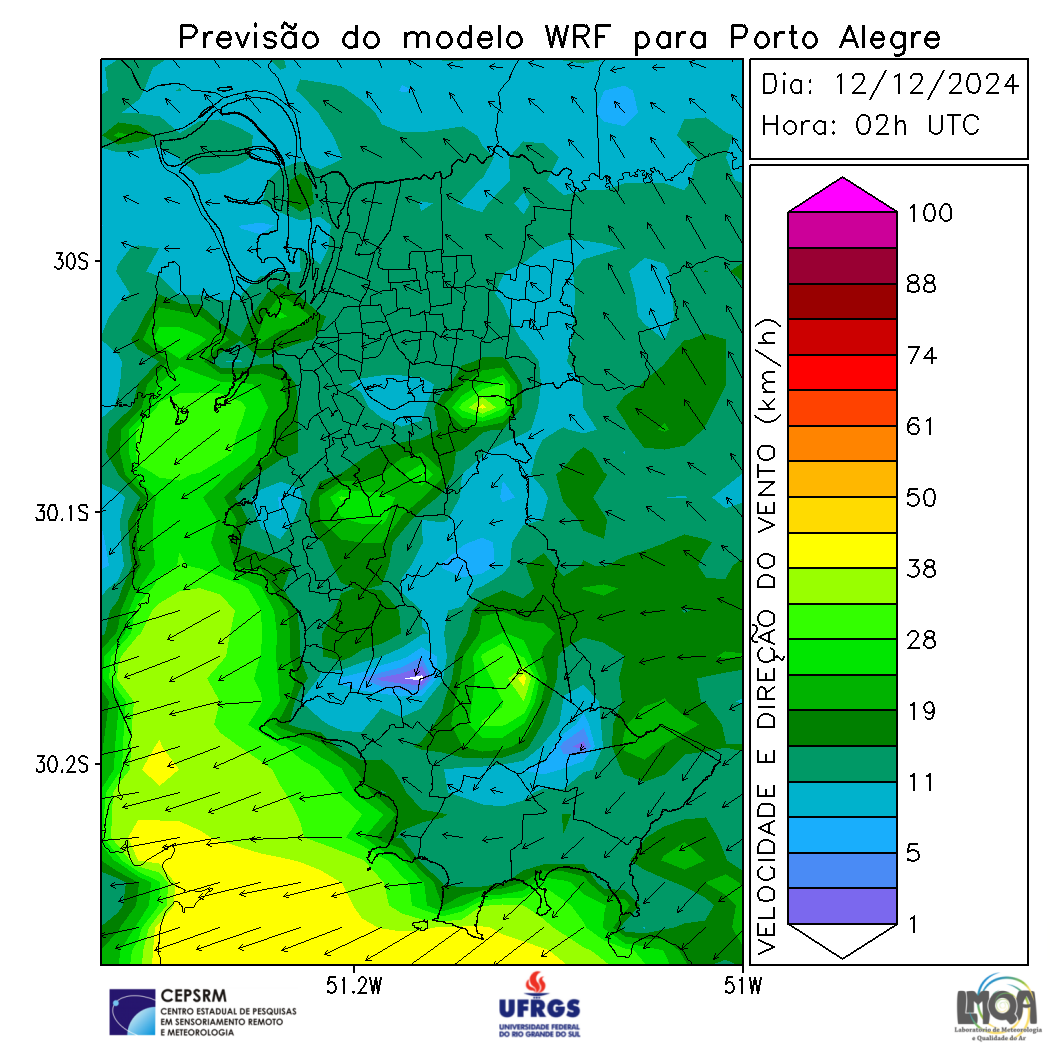 Previsão do modelo WRF para Porto Alegre
Dia: 12/12/2024
Hora: 02h UTC
30S
30.1S
30.2S
51.2W
51W
VELOCIDADE E DIREÇÃO DO VENTO (km/h)
100
88
74
61
50
38
28
19
11
5
1
CEPSRM
CENTRO ESTADUAL DE PESQUISAS
EM SENSORIAMENTO REMOTO
E METEOROLOGIA
UFRGS
UNIVERSIDADE FEDERAL
DO RIO GRANDE DO SUL
LMQA
Laboratório de Meteorologia
e Qualidade do Ar